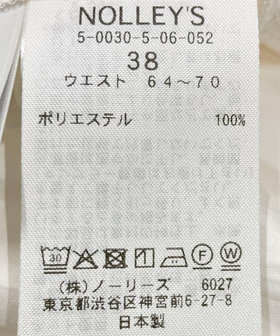 NOLLEY'S
5-0030-5-06-052
38
ウエスト 64～70
ポリエステル 100%
30 F W
(株)ノーリーズ 6027
東京都渋谷区神宮前6-27-8
日本製